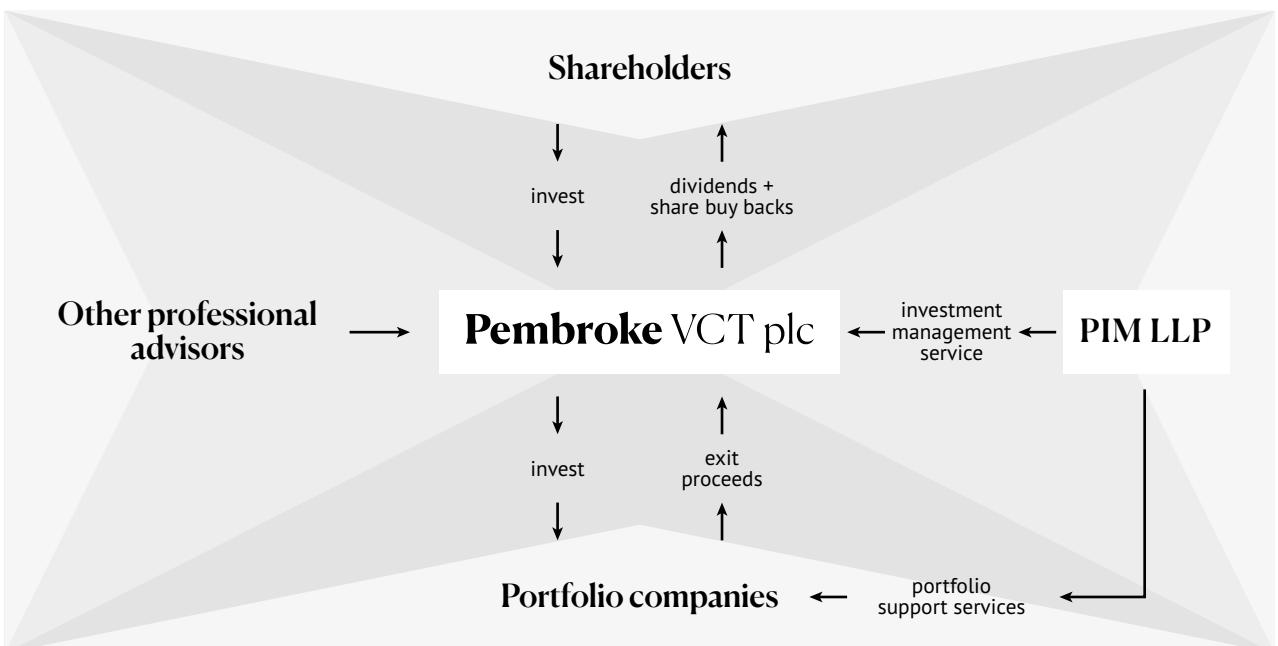 Shareholders
invest
dividends +
share buy backs
Other professional
advisors
Pembroke VCT plc
investment
management
service
PIM LLP
invest
exit
proceeds
Portfolio companies
portfolio
support services